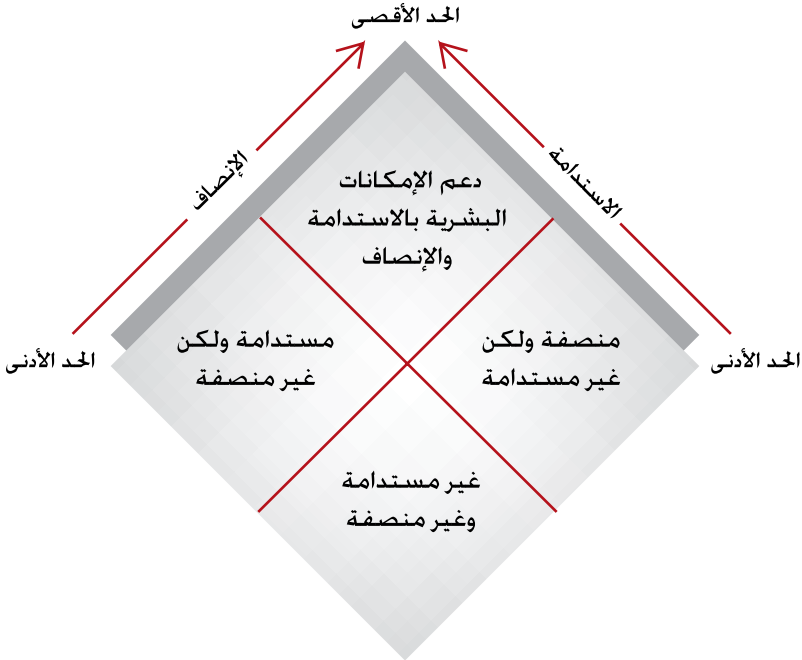 الحد الأقصى
الاستدامة
الإنصاف
دعم الإمكانات
البشرية بالاستدامة
والإنصاف
الحد الأدنى
منصفة ولكن
غير مستدامة
مستدامة ولكن
غير منصفة
الحد الأدنى
غير مستدامة
وغير منصفة